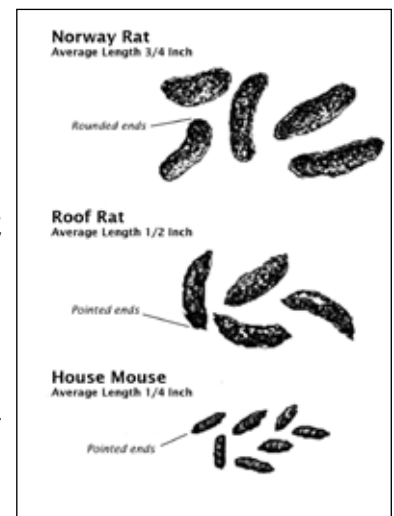 Norway Rat
Average Length 3/4 Inch
Rounded ends
Roof Rat
Average Length 1/2 Inch
Pointed ends
House Mouse
Average Length 1/4 Inch
Pointed ends